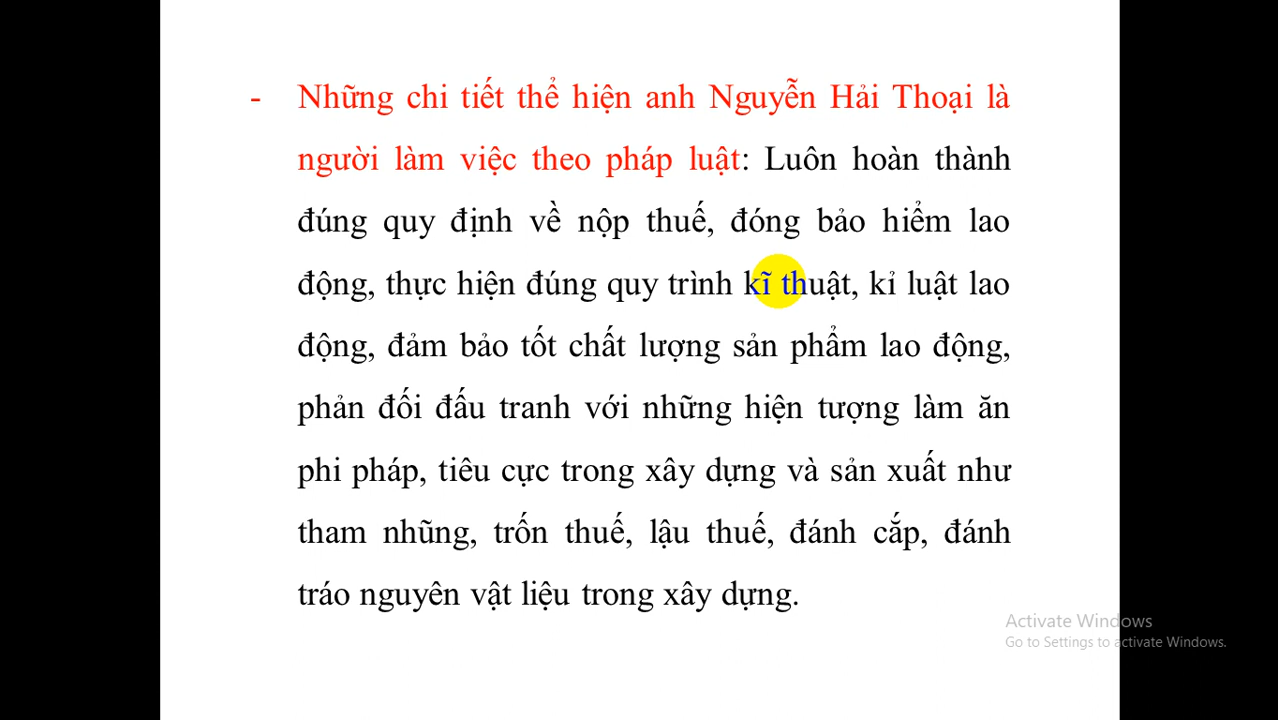 - Những chi tiết thể hiện anh Nguyễn Hải Thoại là
người làm việc theo pháp luật: Luôn hoàn thành
đúng quy định về nộp thuế, đóng bảo hiểm lao
động, thực hiện đúng quy trình kĩ thuật, kỉ luật lao
động, đảm bảo tốt chất lượng sản phẩm lao động,
phản đối đấu tranh với những hiện tượng làm ăn
phi pháp, tiêu cực trong xây dựng và sản xuất như
tham nhũng, trốn thuế, lậu thuế, đánh cắp, đánh
tráo nguyên vật liệu trong xây dựng.
Activate Windows
Go to Settings to activate Windows.